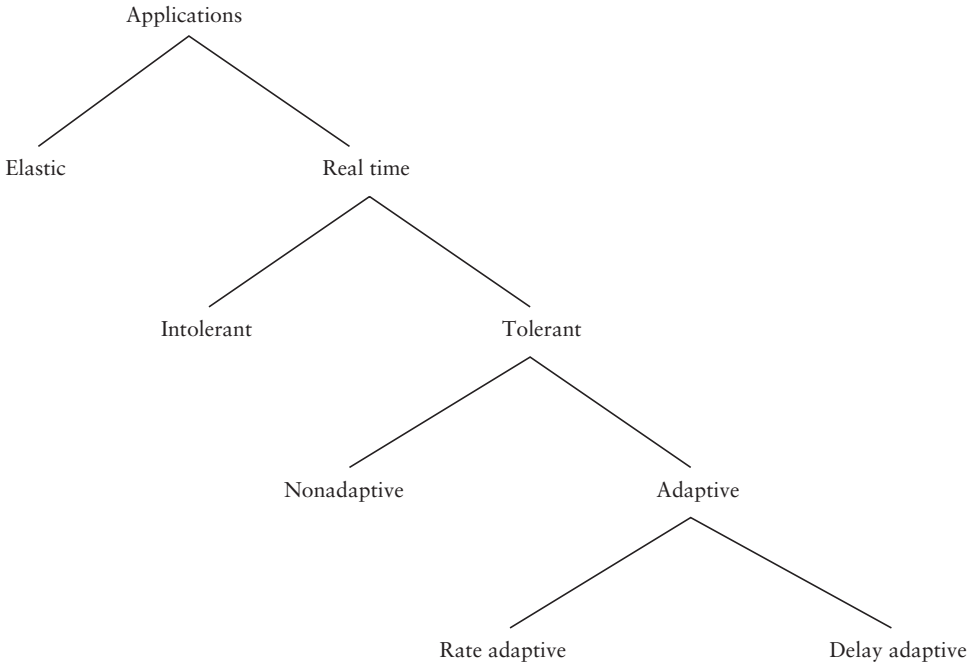 Applications
Elastic
Real time
Intolerant
Tolerant
Nonadaptive
Adaptive
Rate adaptive
Delay adaptive